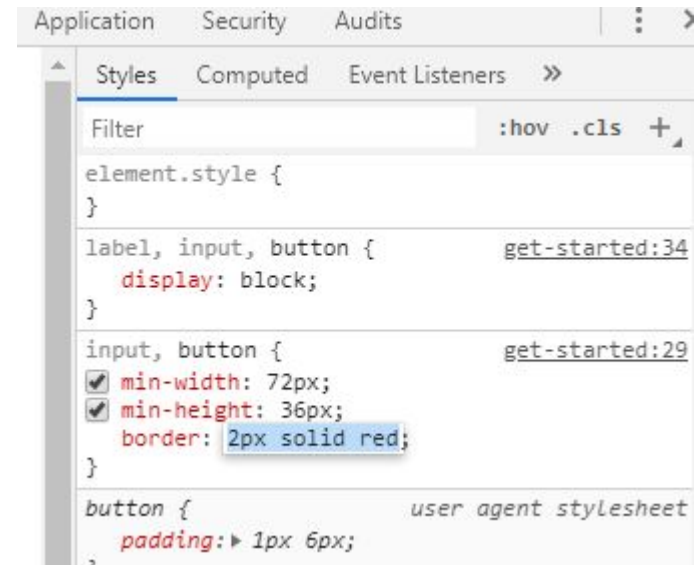 Application Security Audits
Styles Computed Event Listeners »
Filter :hov .cls +
element.style {
}
label, input, button { get-started:34
display: block;
}
input, button { get-started:29
min-width: 72px;
min-height: 36px;
border: 2px solid red;
}
button { user agent stylesheet
padding: 1px 6px;
}